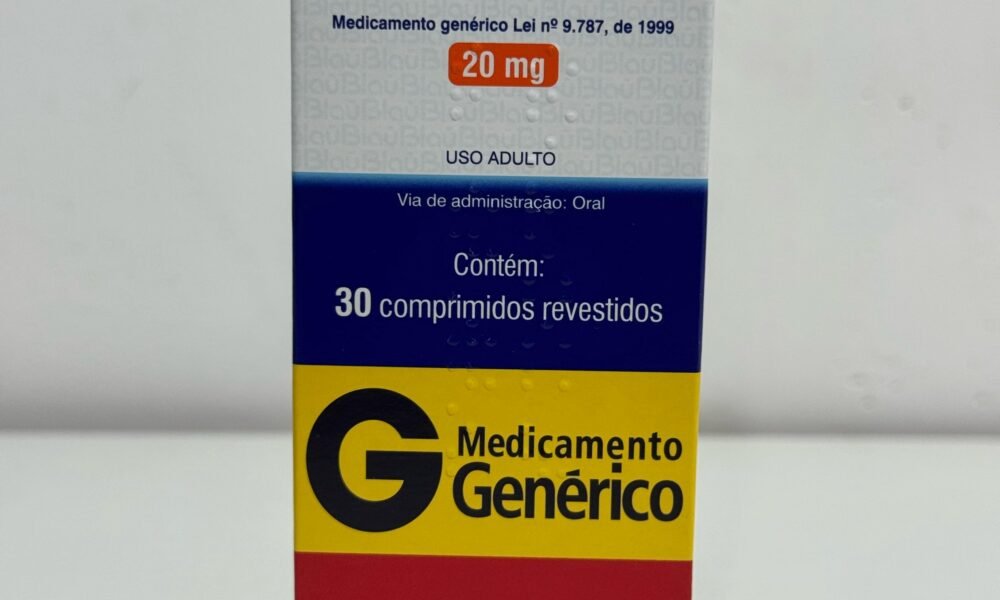 Medicamento genérico Lei nº 9.787, de 1999
20 mg
USO ADULTO
Via de administração: Oral
Contém:
30 comprimidos revestidos
G Medicamento
Genérico